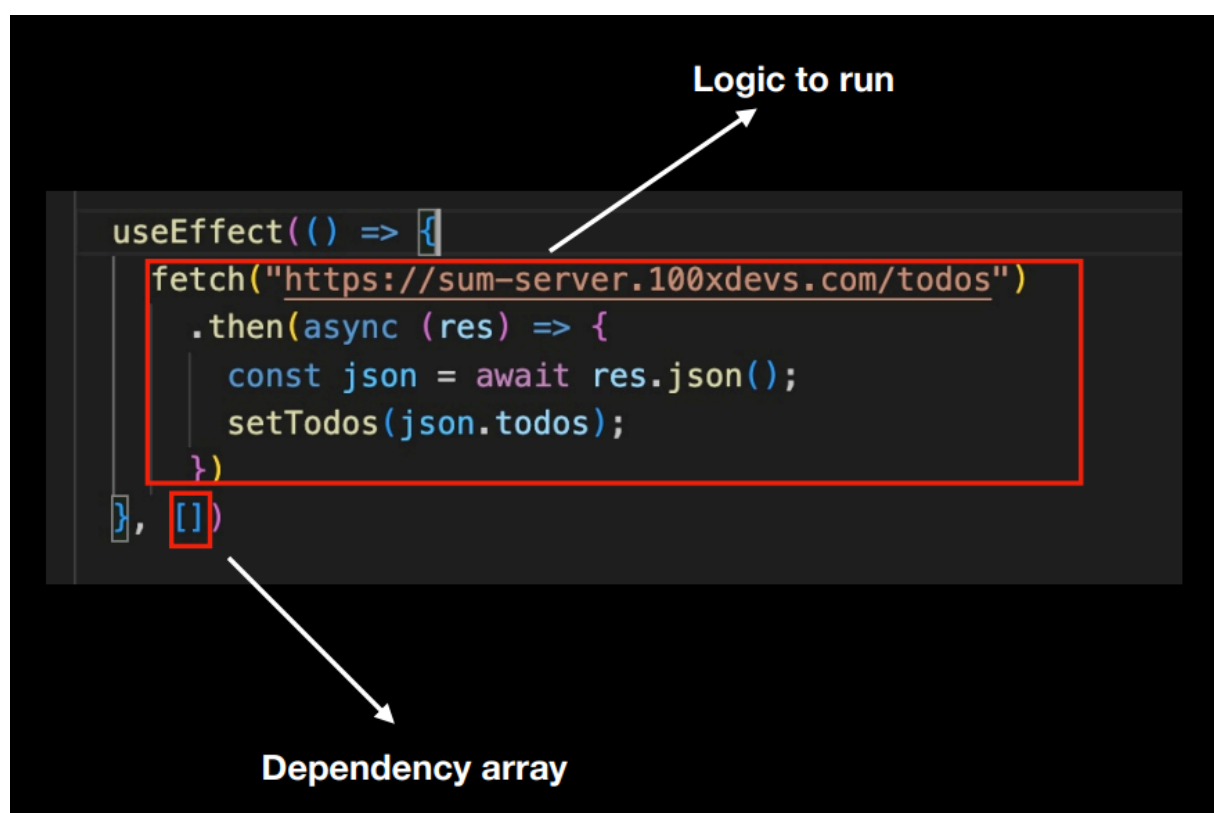 Logic to run
useEffect(() => {
fetch("https://sum-server.100xdevs.com/todos")
.then(async (res) => {
const json = await res.json();
setTodos(json.todos);
})
}, [])
Dependency array